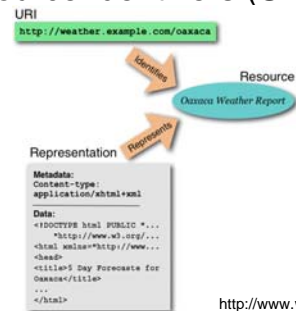 URI
http://weather.example.com/oaxaca
Identifies
Resource
Oaxaca Weather Report
Represents
Representation
Metadata:
Content-type:
application/xhtml+xml
Data:
<!DOCTYPE html PUBLIC "...
"http://www.w3.org/...
<html xmlns="http://www...
<head>
<title>5 Day Forecaste for
Oaxaca</title>
...
</html>
http://www.